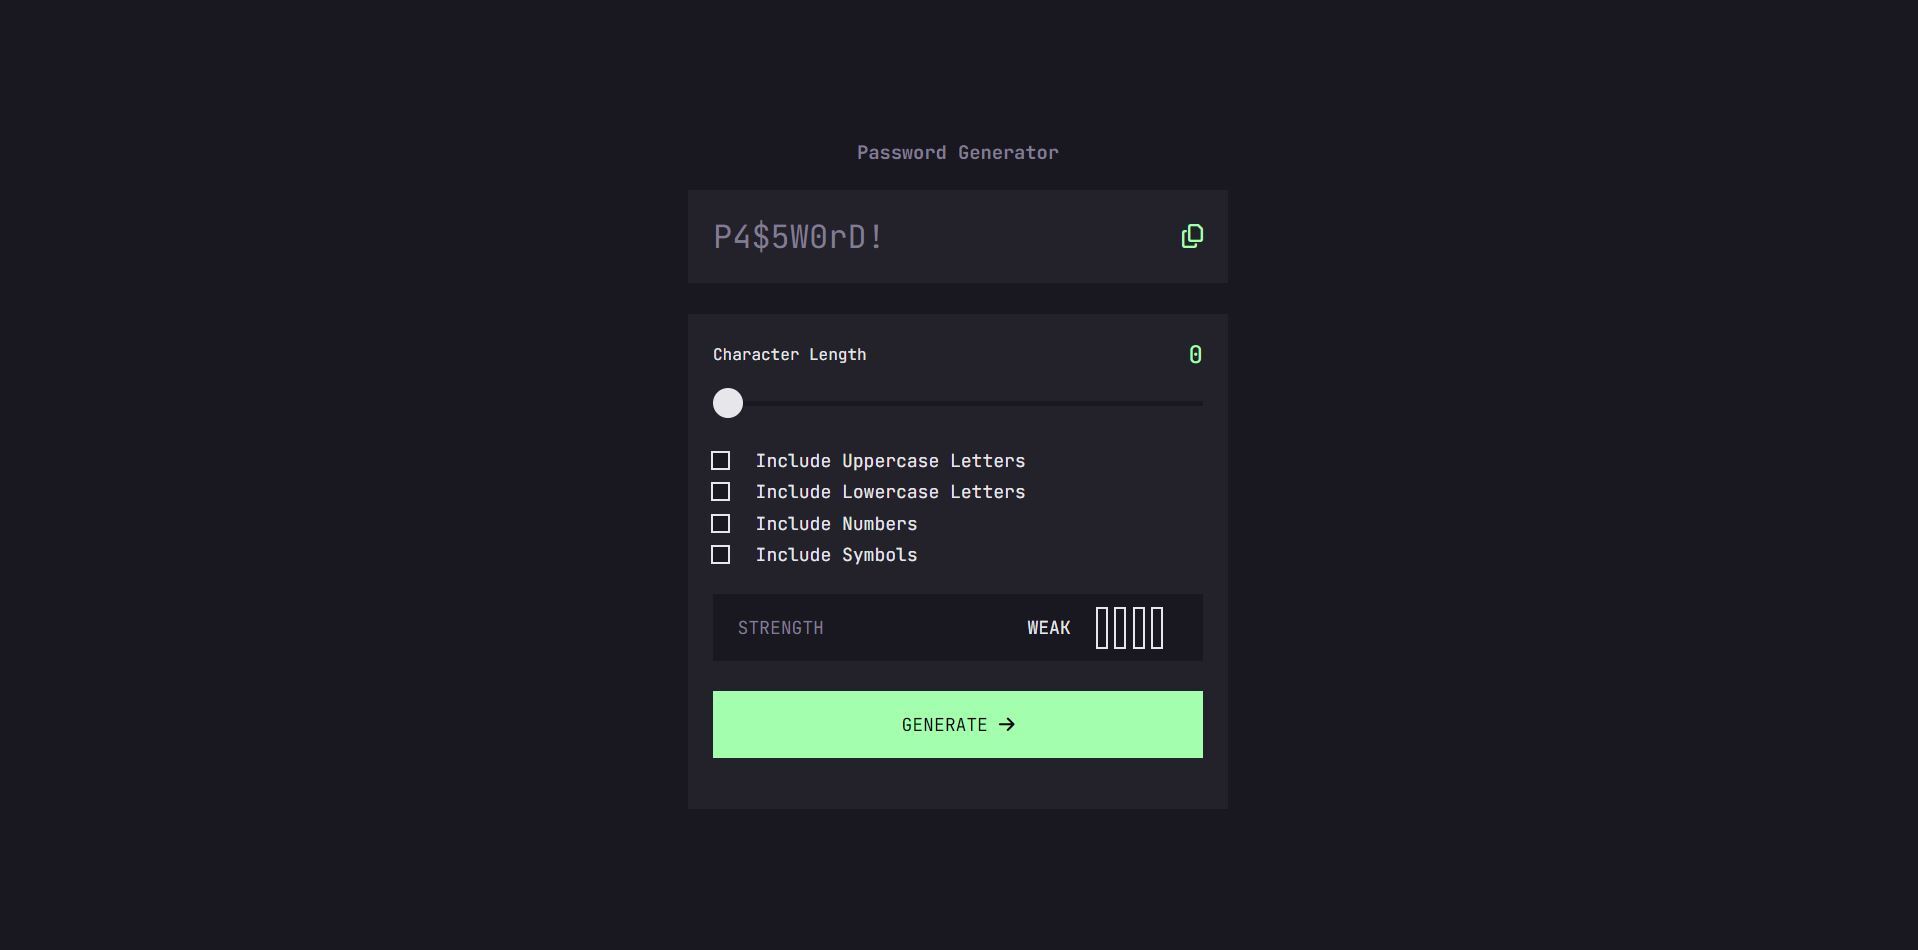 Password Generator
P4$5W0rD!
Character Length 0
Include Uppercase Letters
Include Lowercase Letters
Include Numbers
Include Symbols
STRENGTH WEAK
GENERATE →